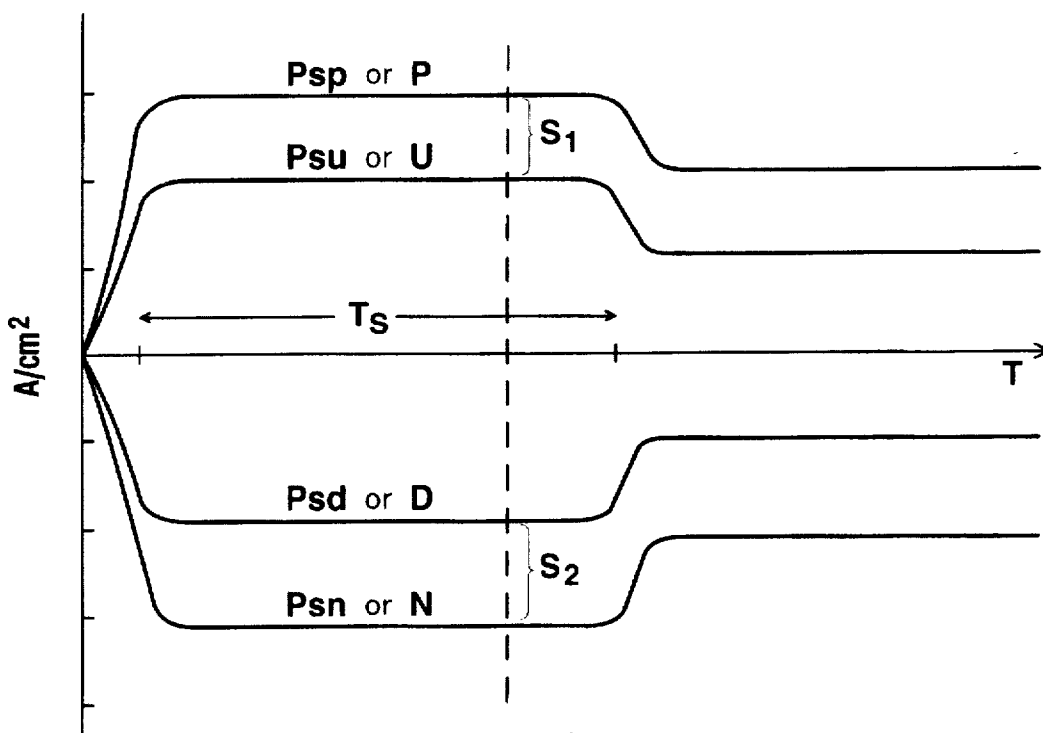 Psp or P
S1
Psu or U
TS
A/cm2
T
Psd or D
S2
Psn or N